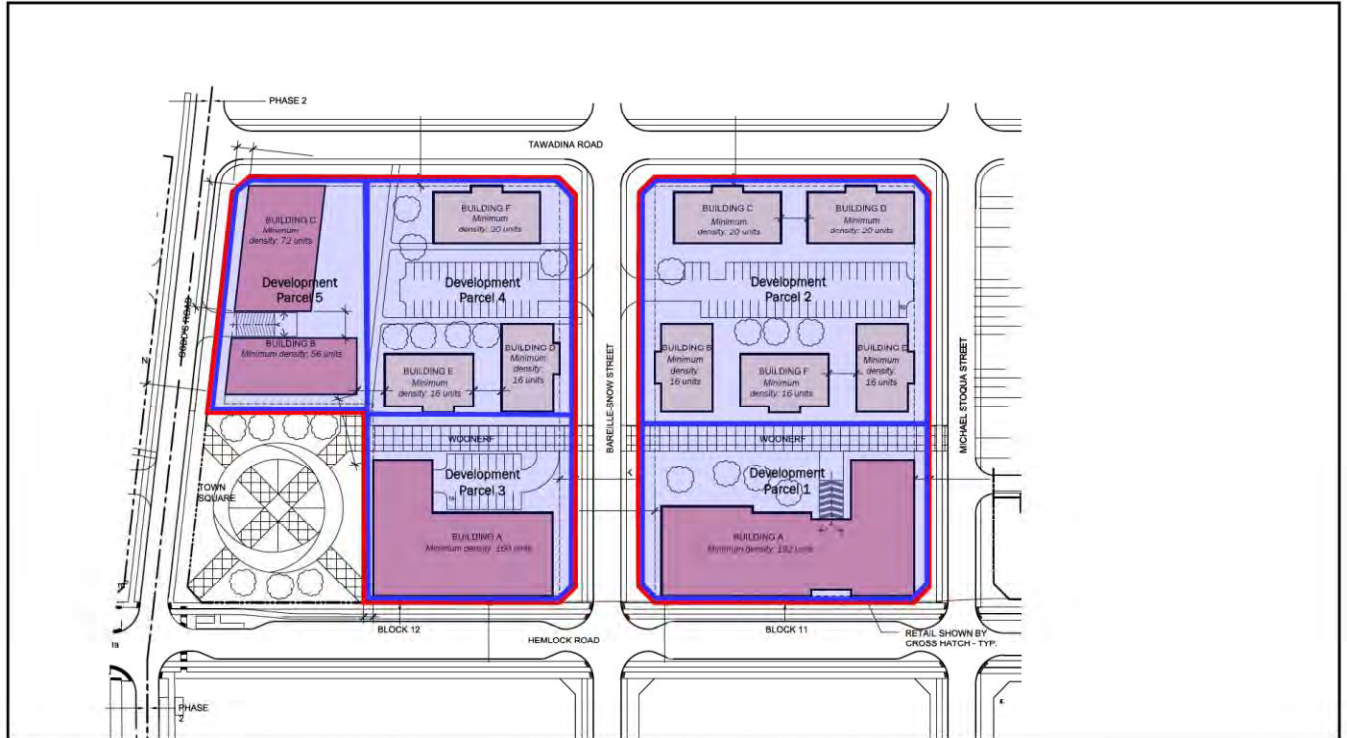 PHASE 2
TAWADINA ROAD
BUILDING C
Minimum
density: 72 units
Development
Parcel 5
BUILDING B
Minimum density: 56 units
BUILDING F
Minimum
density: 20 units
Development
Parcel 4
BUILDING E
Minimum
density: 16 units
BUILDING D
Minimum
density:
16 units
BUILDING C
Minimum
density: 20 units
BUILDING D
Minimum
density: 20 units
Development
Parcel 2
BUILDING B
Minimum
density:
16 units
BUILDING F
Minimum
density: 16 units
Minimum
density:
16 units
N
BAREILLE-SNOW STREET
MICHAEL STOQUA STREET
WOONERF
WOONERF
TOWN
SQUARE
Development
Parcel 3
BUILDING A
Minimum density:
units
Development
Parcel 1
BUILDING A
Minimum density: 192 units
BLOCK 12
HEMLOCK ROAD
BLOCK 11
RETAIL SHOWN BY
CROSS HATCH - TYP.
PHASE
2